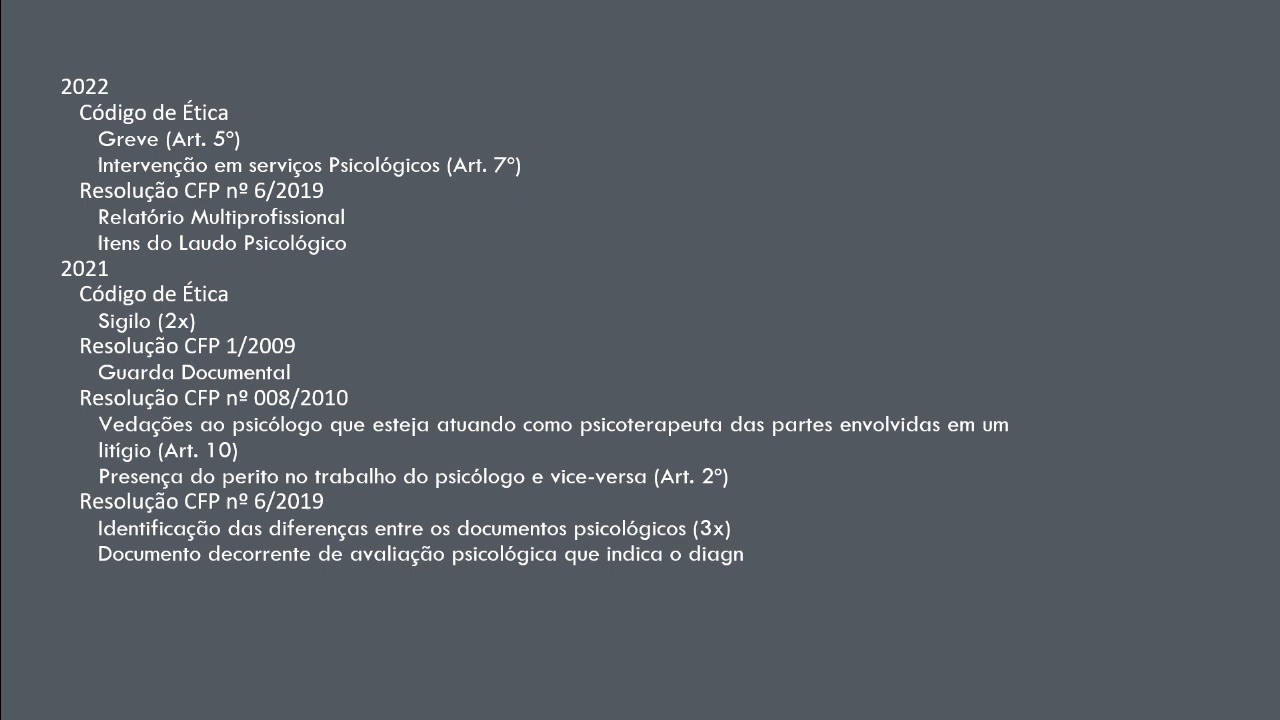 2022
Código de Ética
Greve (Art. 5º)
Intervenção em serviços Psicológicos (Art. 7º)
Resolução CFP nº 6/2019
Relatório Multiprofissional
Itens do Laudo Psicológico
2021
Código de Ética
Sigilo (2x)
Resolução CFP 1/2009
Guarda Documental
Resolução CFP nº 008/2010
Vedações ao psicólogo que esteja atuando como psicoterapeuta das partes envolvidas em um
litígio (Art. 10)
Presença do perito no trabalho do psicólogo e vice-versa (Art. 2º)
Resolução CFP nº 6/2019
Identificação das diferenças entre os documentos psicológicos (3x)
Documento decorrente de avaliação psicológica que indica o diagn